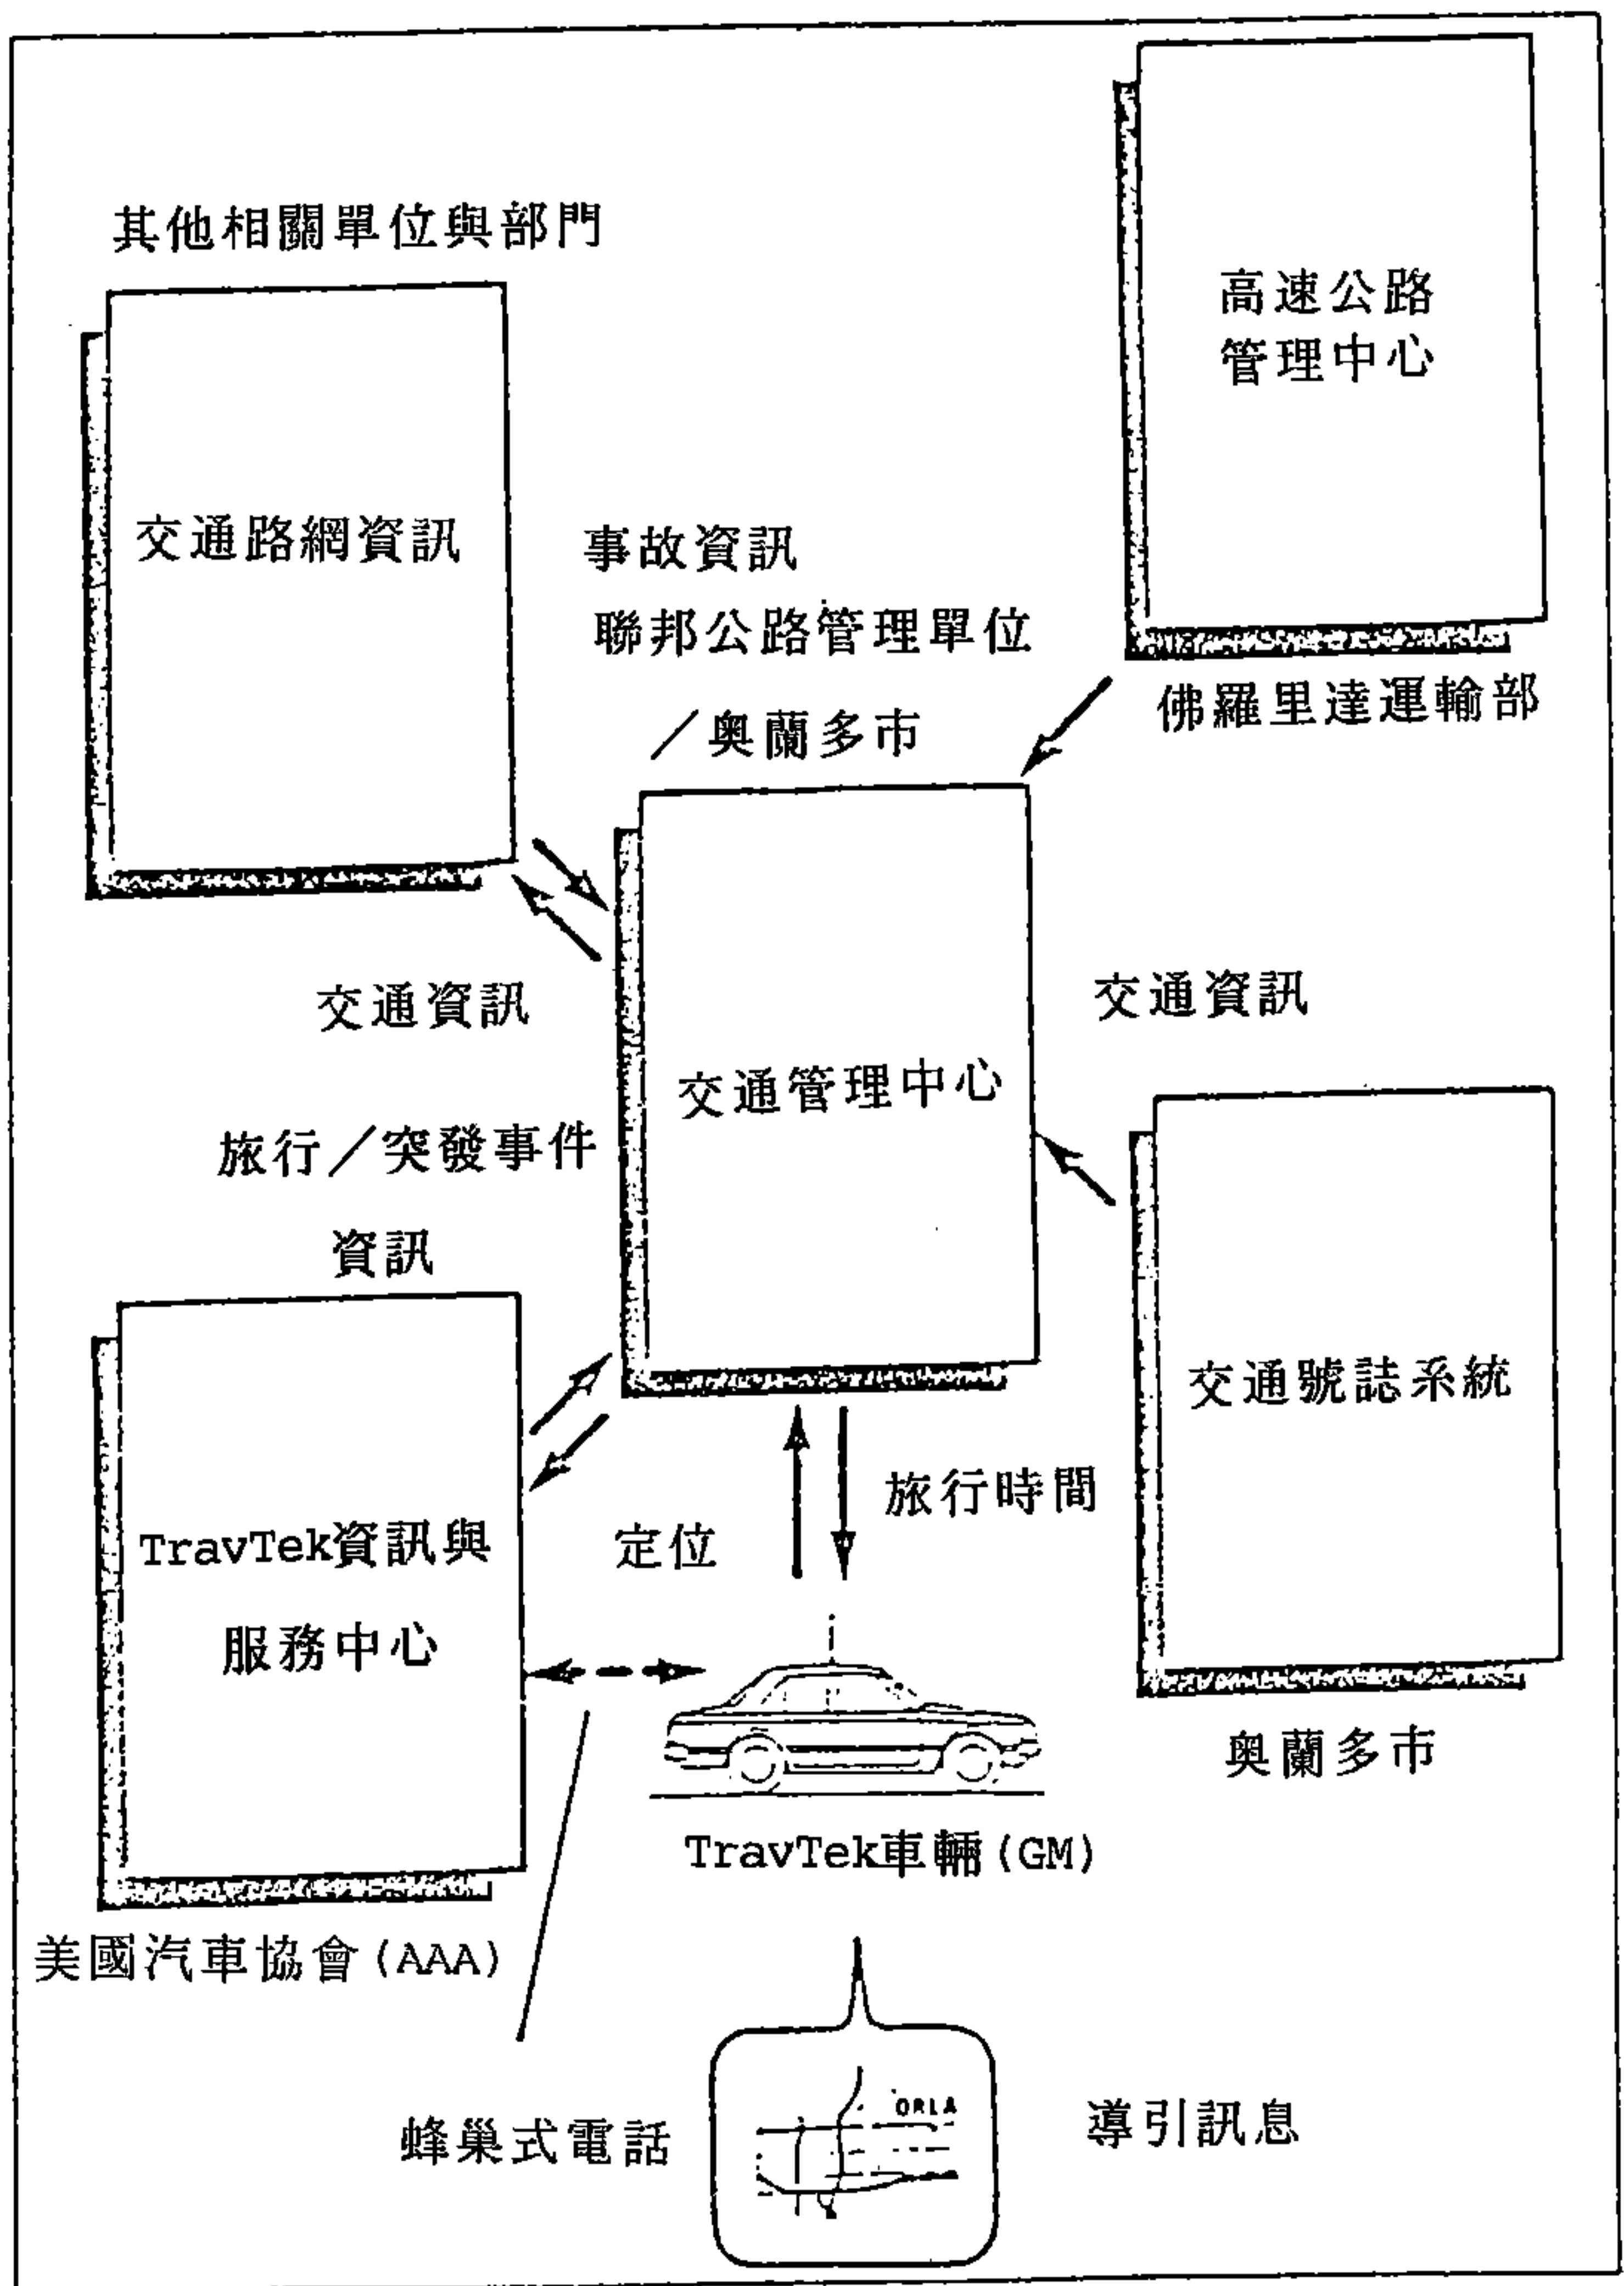 其他相關單位與部門
高速公路
管理中心
交通路網資訊
事故資訊
聯邦公路管理單位
／奧蘭多市
佛羅里達運輸部
交通資訊
交通資訊
交通管理中心
旅行／突發事件
資訊
交通號誌系統
旅行時間
定位
TravTek資訊與
服務中心
奧蘭多市
TravTek車輛(GM)
美國汽車協會(AAA)
ORLA
蜂巢式電話
導引訊息